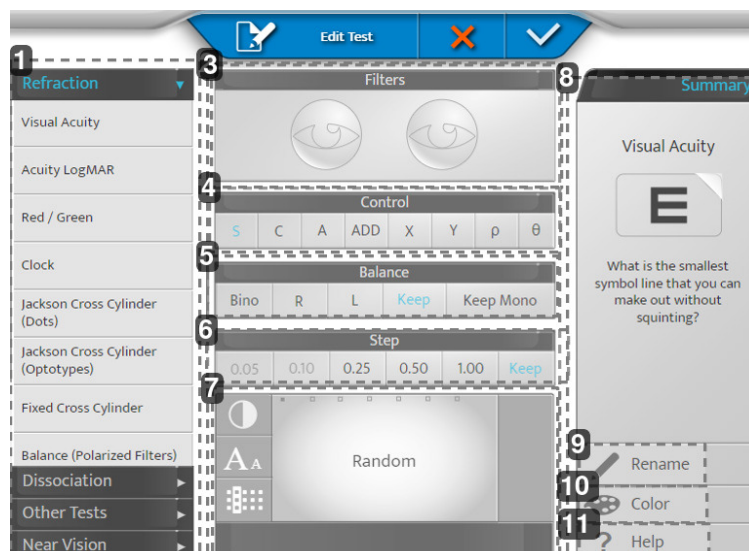 Edit Test
1
Refraction
Visual Acuity
Acuity LogMAR
Red / Green
Clock
Jackson Cross Cylinder
(Dots)
Jackson Cross Cylinder
(Optotypes)
Fixed Cross Cylinder
Balance (Polarized Filters)
Dissociation
Other Tests
Near Vision
3
Filters
4
Control
S C A ADD X Y ρ θ
5
Balance
Bino R L Keep Keep Mono
6
Step
0.05 0.10 0.25 0.50 1.00 Keep
7
AA
Random
8
Summary
Visual Acuity
E
What is the smallest
symbol line that you can
make out without
squinting?
9
Rename
10
Color
11
? Help